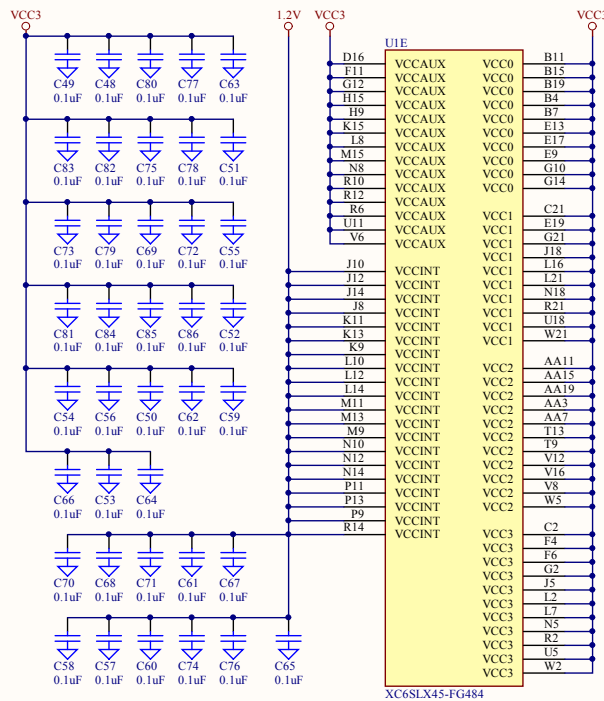 VCC3 1.2V VCC3 VCC3
U1E
C49 C48 C80 C77 C63
0.1uF 0.1uF 0.1uF 0.1uF 0.1uF
C83 C82 C75 C78 C51
0.1uF 0.1uF 0.1uF 0.1uF 0.1uF
C73 C79 C69 C72 C55
0.1uF 0.1uF 0.1uF 0.1uF 0.1uF
C81 C84 C85 C86 C52
0.1uF 0.1uF 0.1uF 0.1uF 0.1uF
C54 C56 C50 C62 C59
0.1uF 0.1uF 0.1uF 0.1uF 0.1uF
C66 C53 C64
0.1uF 0.1uF 0.1uF
C70 C68 C71 C61 C67
0.1uF 0.1uF 0.1uF 0.1uF 0.1uF
C58 C57 C60 C74 C76 C65
0.1uF 0.1uF 0.1uF 0.1uF 0.1uF 0.1uF
D16 VCCAUX
F11 VCCAUX
G12 VCCAUX
H15 VCCAUX
H9 VCCAUX
K15 VCCAUX
L8 VCCAUX
M15 VCCAUX
N8 VCCAUX
R10 VCCAUX
R12 VCCAUX
R6 VCCAUX
U11 VCCAUX
V6 VCCAUX
J10 VCCINT
J12 VCCINT
J14 VCCINT
J8 VCCINT
K11 VCCINT
K13 VCCINT
K9 VCCINT
L10 VCCINT
L12 VCCINT
L14 VCCINT
M11 VCCINT
M13 VCCINT
M9 VCCINT
N10 VCCINT
N12 VCCINT
N14 VCCINT
P11 VCCINT
P13 VCCINT
P9 VCCINT
R14 VCCINT
VCC0 B11
VCC0 B15
VCC0 B19
VCC0 B4
VCC0 B7
VCC0 E13
VCC0 E17
VCC0 E9
VCC0 G10
VCC0 G14
VCC1 C21
VCC1 E19
VCC1 G21
VCC1 J18
VCC1 L16
VCC1 L21
VCC1 N18
VCC1 R21
VCC1 U18
VCC1 W21
VCC2 AA11
VCC2 AA15
VCC2 AA19
VCC2 AA3
VCC2 AA7
VCC2 T13
VCC2 T9
VCC2 V12
VCC2 V16
VCC2 V8
VCC2 W5
VCC3 C2
VCC3 F4
VCC3 F6
VCC3 G2
VCC3 J5
VCC3 L2
VCC3 L7
VCC3 N5
VCC3 R2
VCC3 U5
VCC3 W2
XC6SLX45-FG484